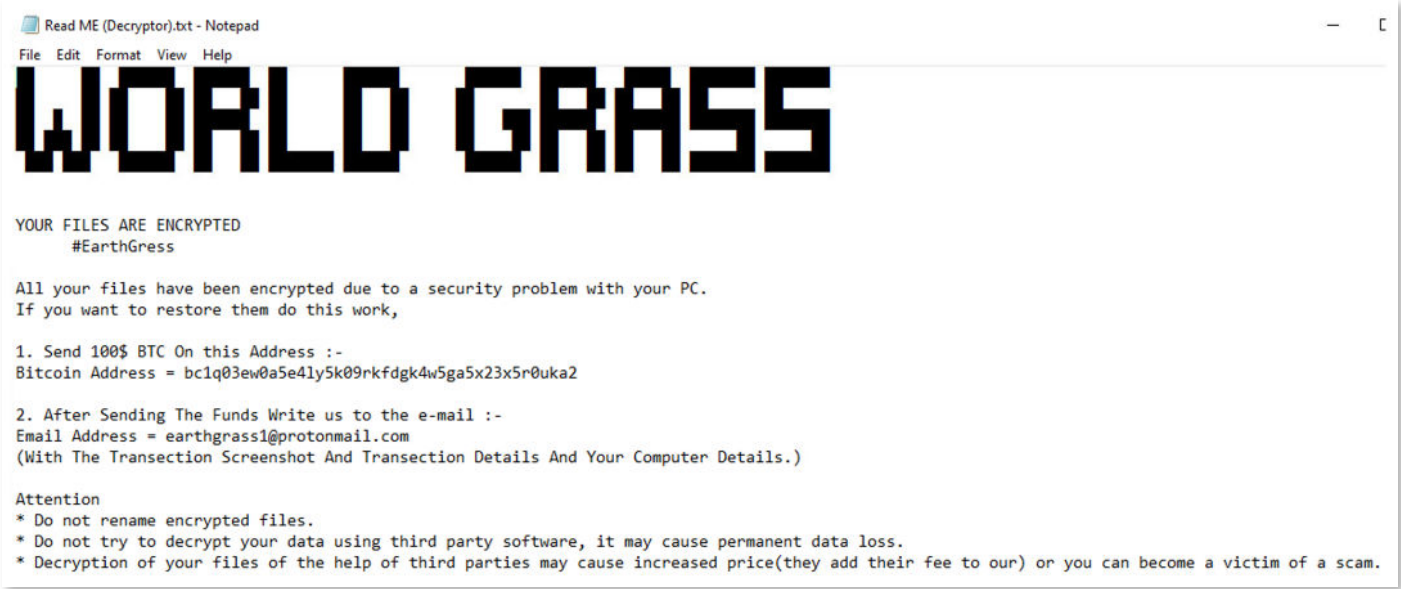 Read ME (Decryptor).txt - Notepad
File Edit Format View Help
WORLD GRASS
YOUR FILES ARE ENCRYPTED
#EarthGress
All your files have been encrypted due to a security problem with your PC.
If you want to restore them do this work,
1. Send 100$ BTC On this Address :-
Bitcoin Address = bc1q03ew0a5e4ly5k09rkfdgk4w5ga5x23x5r0uka2
2. After Sending The Funds Write us to the e-mail :-
Email Address = earthgrass1@protonmail.com
(With The Transection Screenshot And Transection Details And Your Computer Details.)
Attention
* Do not rename encrypted files.
* Do not try to decrypt your data using third party software, it may cause permanent data loss.
* Decryption of your files of the help of third parties may cause increased price(they add their fee to our) or you can become a victim of a scam.